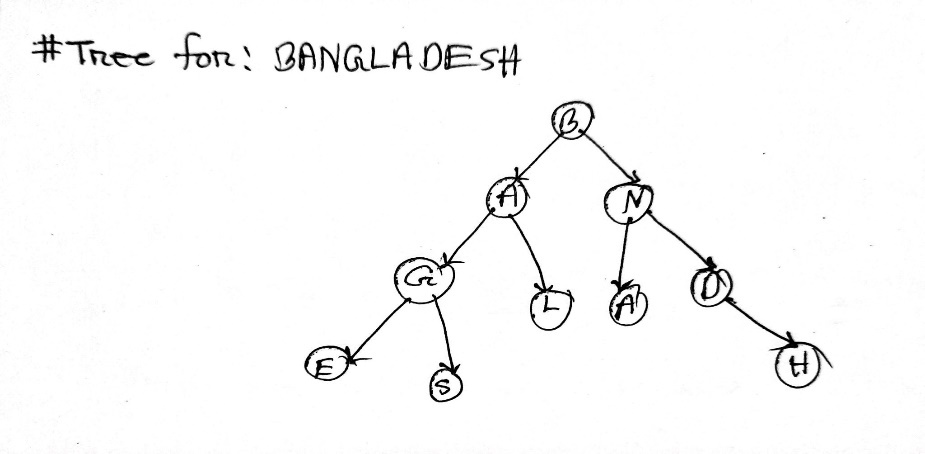 #Tree for: BANGLADESH
B
A N
G L A D
E S H